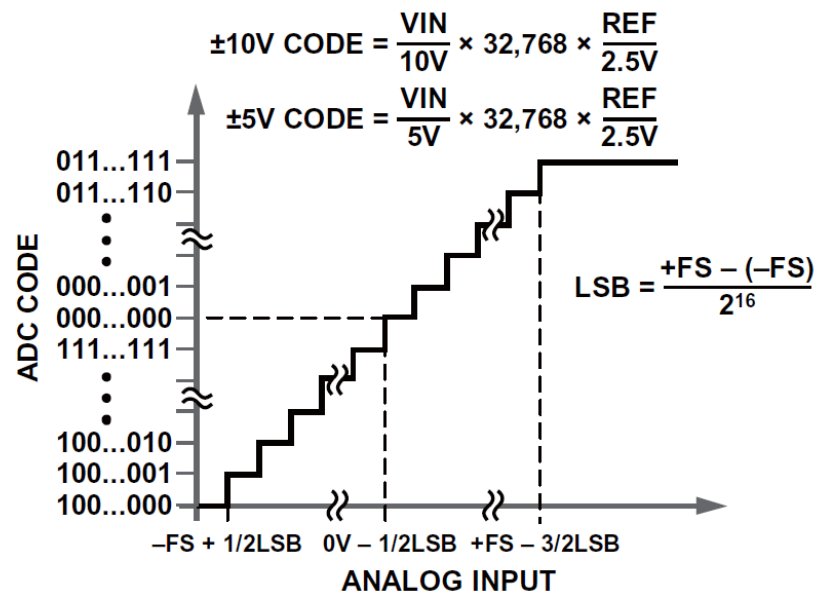 ±10V CODE = VIN/10V × 32,768 × REF/2.5V
±5V CODE = VIN/5V × 32,768 × REF/2.5V
011...111
011...110
000...001
000...000
111...111
100...010
100...001
100...000
ADC CODE
LSB = +FS – (–FS)/2¹⁶
–FS + 1/2LSB 0V – 1/2LSB +FS – 3/2LSB
ANALOG INPUT